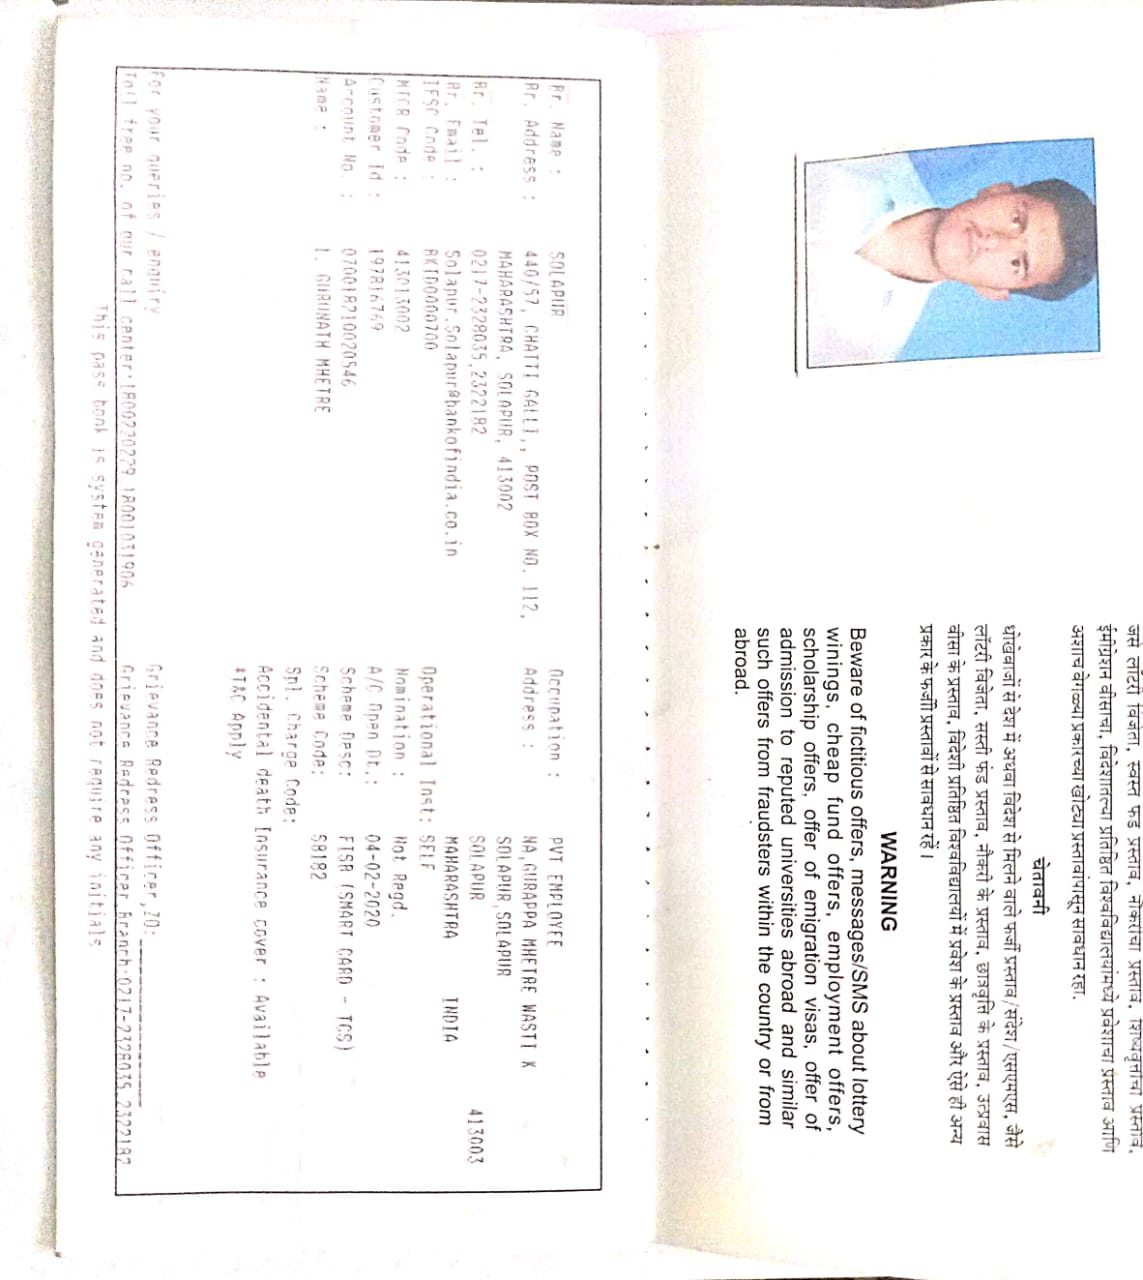 जसे लॉटरी विजेता, स्वस्त फंड प्रस्ताव, नौकरीचा प्रस्ताव, शिष्यवृत्तीचा प्रस्ताव,
ईमीग्रेशन वीसाचा, विदेशातल्या प्रतिष्ठित विश्वविद्यालयांमध्ये प्रवेशाचा प्रस्ताव आणि
अशाच वेगळ्या प्रकारच्या खोट्या प्रस्तावांपासून सावधान रहा.
चेतावनी
धोखेबाजों से देश में अथवा विदेश से मिलने वाले फर्जी प्रस्ताव/संदेश/एसएमएस, जैसे
लॉटरी विजेता, सस्ती फंड प्रस्ताव, नौकरी के प्रस्ताव, छात्रवृत्ति के प्रस्ताव, उत्प्रवास
वीसा के प्रस्ताव, विदेशी प्रतिष्ठित विश्वविद्यालयों में प्रवेश के प्रस्ताव और ऐसे ही अन्य
प्रकार के फर्जी प्रस्तावों से सावधान रहें।
WARNING
Beware of fictitious offers, messages/SMS about lottery
winings, cheap fund offers, employment offers,
scholarship offers, offer of emigration visas, offer of
admission to reputed universities abroad and similar
such offers from fraudsters within the country or from
abroad.
Br. Name : SOLAPUR
Br. Address : 440/57, CHATTI GALLI,, POST BOX NO. 112,
MAHARASHTRA, SOLAPUR, 413002
Br. Tel. : 0217-2328035,2322182
Br. Email : Solapur.Solapur@bankofindia.co.in
IFSC Code : BKID0000700
MICR Code : 413013002
Customer Id : 197816769
Account No. : 070018210020546
Name : 1. GURUNATH MHETRE
Occupation : PVT EMPLOYEE
Address : NA,GURAPPA MHETRE WASTI K
SOLAPUR,SOLAPUR
SOLAPUR 413003
MAHARASHTRA INDIA
Operational Inst: SELF
Nomination : Not Regd.
A/C Open Dt.: 04-02-2020
Scheme Desc: FISB (SMART CARD - TCS)
Scheme Code: SB182
Spl. Charge Code:
Accidental death Insurance cover : Available
*T&C Apply
For your queries / enquiry
Toll free no. of our call center:1800220229 18001031906
Grievance Redress Officer,ZO:
Grievance Redress Officer Branch:0217-2328035,2322182
This pass book is system generated and does not require any initials